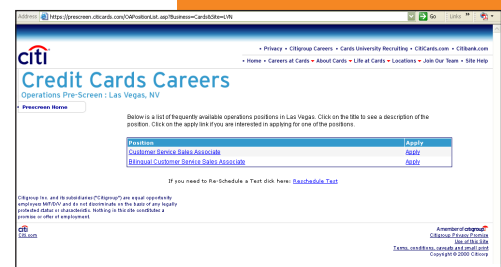 Address https://prescreen.citicards.com/OAPositionList.asp?Business=Cards&Site=LVN Go Links »
citi
• Privacy • Citigroup Careers • Cards University Recruiting • CitiCards.com • Citibank.com
• Home • Careers at Cards • About Cards • Life at Cards • Locations • Join Our Team • Site Help
Credit Cards Careers
Operations Pre-Screen : Las Vegas, NV
• Prescreen Home
Below is a list of frequently available operations positions in Las Vegas. Click on the title to see a description of the
position. Click on the apply link if you are interested in applying for one of the positions.
Position Apply
Customer Service Sales Associate Apply
Bilingual Customer Service Sales Associate Apply
If you need to Re-Schedule a Test click here: Reschedule Test
Citigroup Inc. and its subsidiaries ("Citigroup") are equal opportunity
employers M/F/D/V and do not discriminate on the basis of any legally
protected status or characteristic. Nothing in this site constitutes a
promise or offer of employment.
citi
Citi.com
A member of citigroup
Citigroup Privacy Promise
Use of this Site
Terms, conditions, caveats and small print
Copyright © 2000 Citicorp